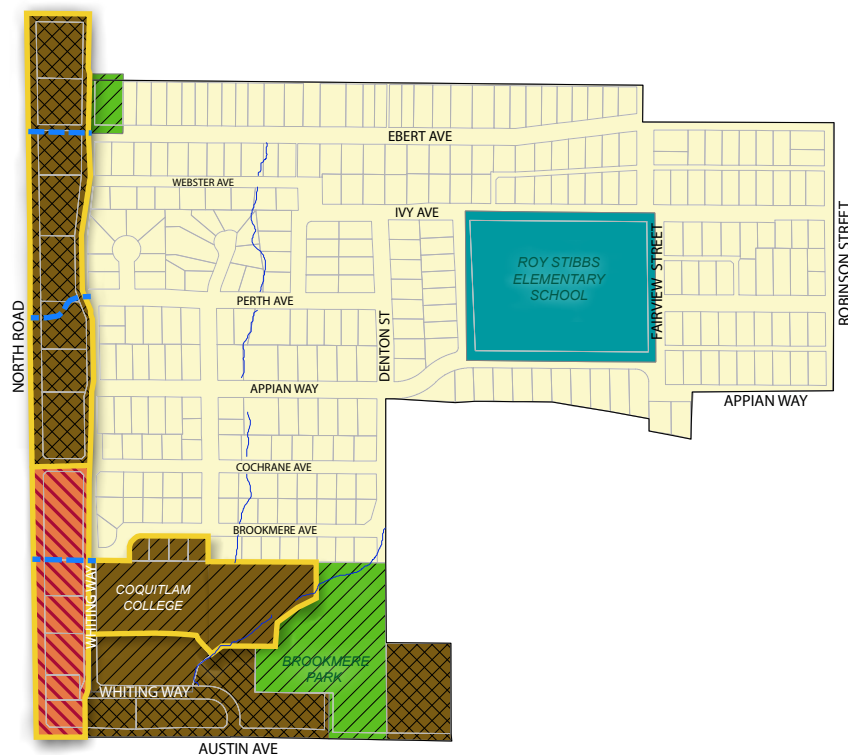 EBERT AVE
WEBSTER AVE
IVY AVE
ROY STIBBS
ELEMENTARY
SCHOOL
FAIRVIEW STREET
ROBINSON STREET
PERTH AVE
NORTH ROAD
DENTON ST
APPIAN WAY
APPIAN WAY
COCHRANE AVE
BROOKMERE AVE
COQUITLAM
COLLEGE
WHITING WAY
BROOKMERE
PARK
WHITING WAY
AUSTIN AVE